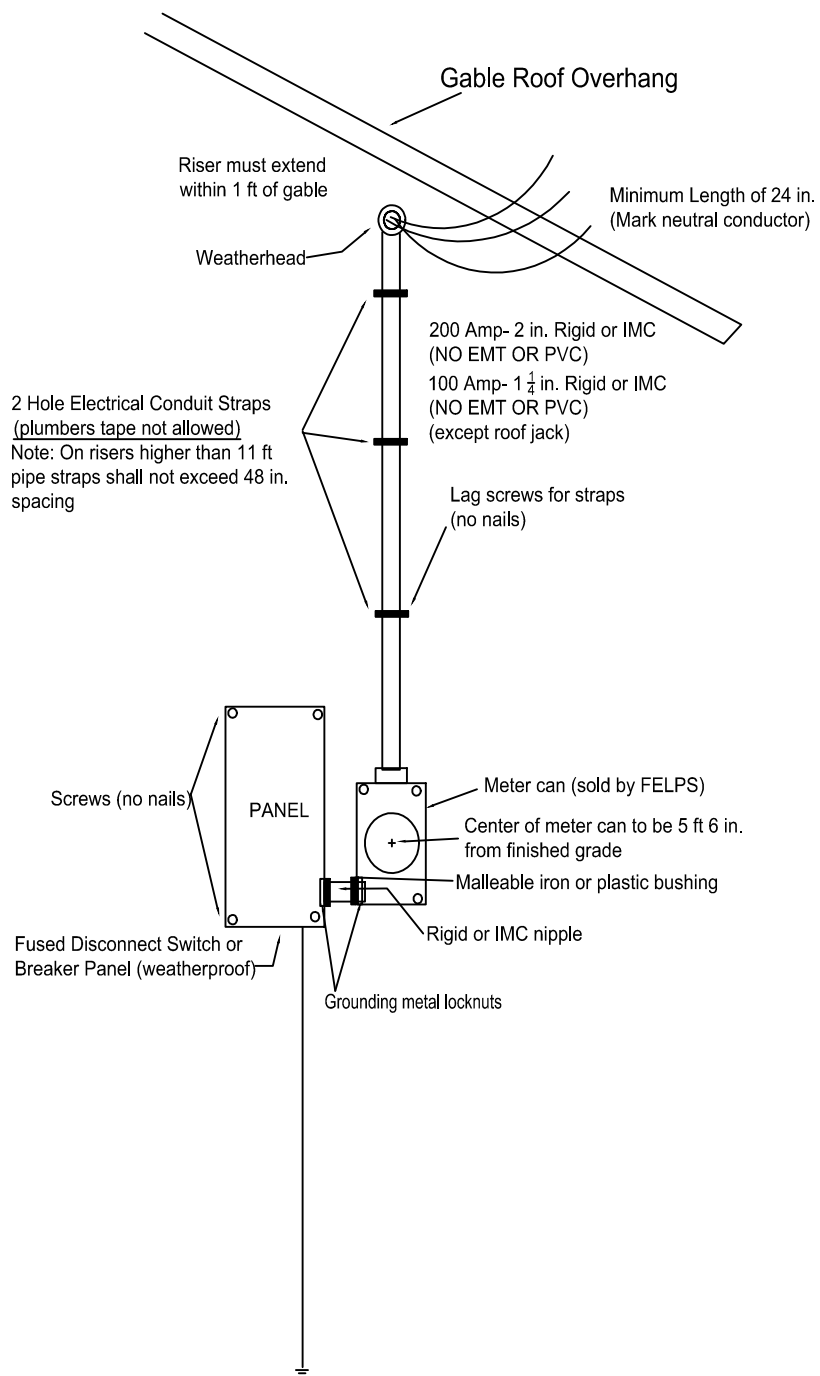 Gable Roof Overhang
Riser must extend
within 1 ft of gable
Minimum Length of 24 in.
(Mark neutral conductor)
Weatherhead
200 Amp- 2 in. Rigid or IMC
(NO EMT OR PVC)
100 Amp- 1 1/4 in. Rigid or IMC
(NO EMT OR PVC)
(except roof jack)
2 Hole Electrical Conduit Straps
(plumbers tape not allowed)
Note: On risers higher than 11 ft
pipe straps shall not exceed 48 in.
spacing
Lag screws for straps
(no nails)
Screws (no nails)
PANEL
Meter can (sold by FELPS)
Center of meter can to be 5 ft 6 in.
from finished grade
Malleable iron or plastic bushing
Rigid or IMC nipple
Fused Disconnect Switch or
Breaker Panel (weatherproof)
Grounding metal locknuts